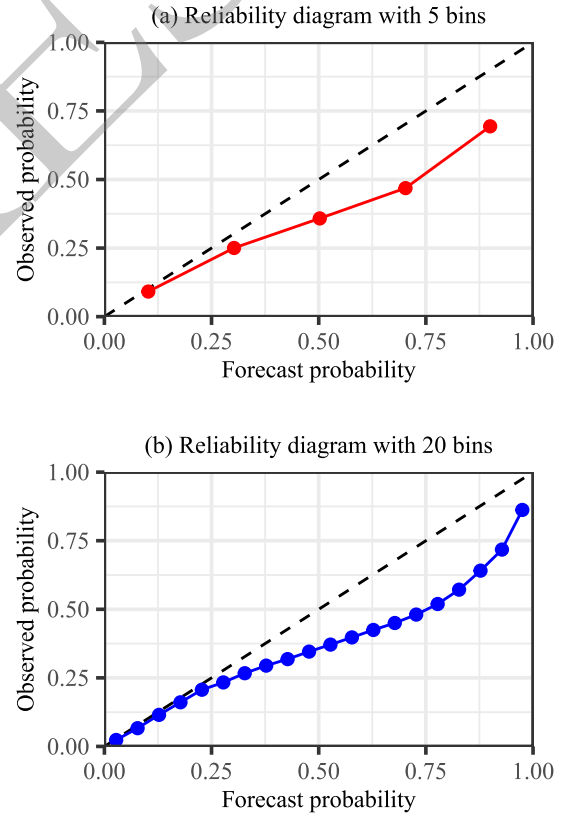 (a) Reliability diagram with 5 bins
1.00
0.75
0.50
0.25
0.00
Observed probability
0.00 0.25 0.50 0.75 1.00
Forecast probability
(b) Reliability diagram with 20 bins
1.00
0.75
0.50
0.25
0.00
Observed probability
0.00 0.25 0.50 0.75 1.00
Forecast probability